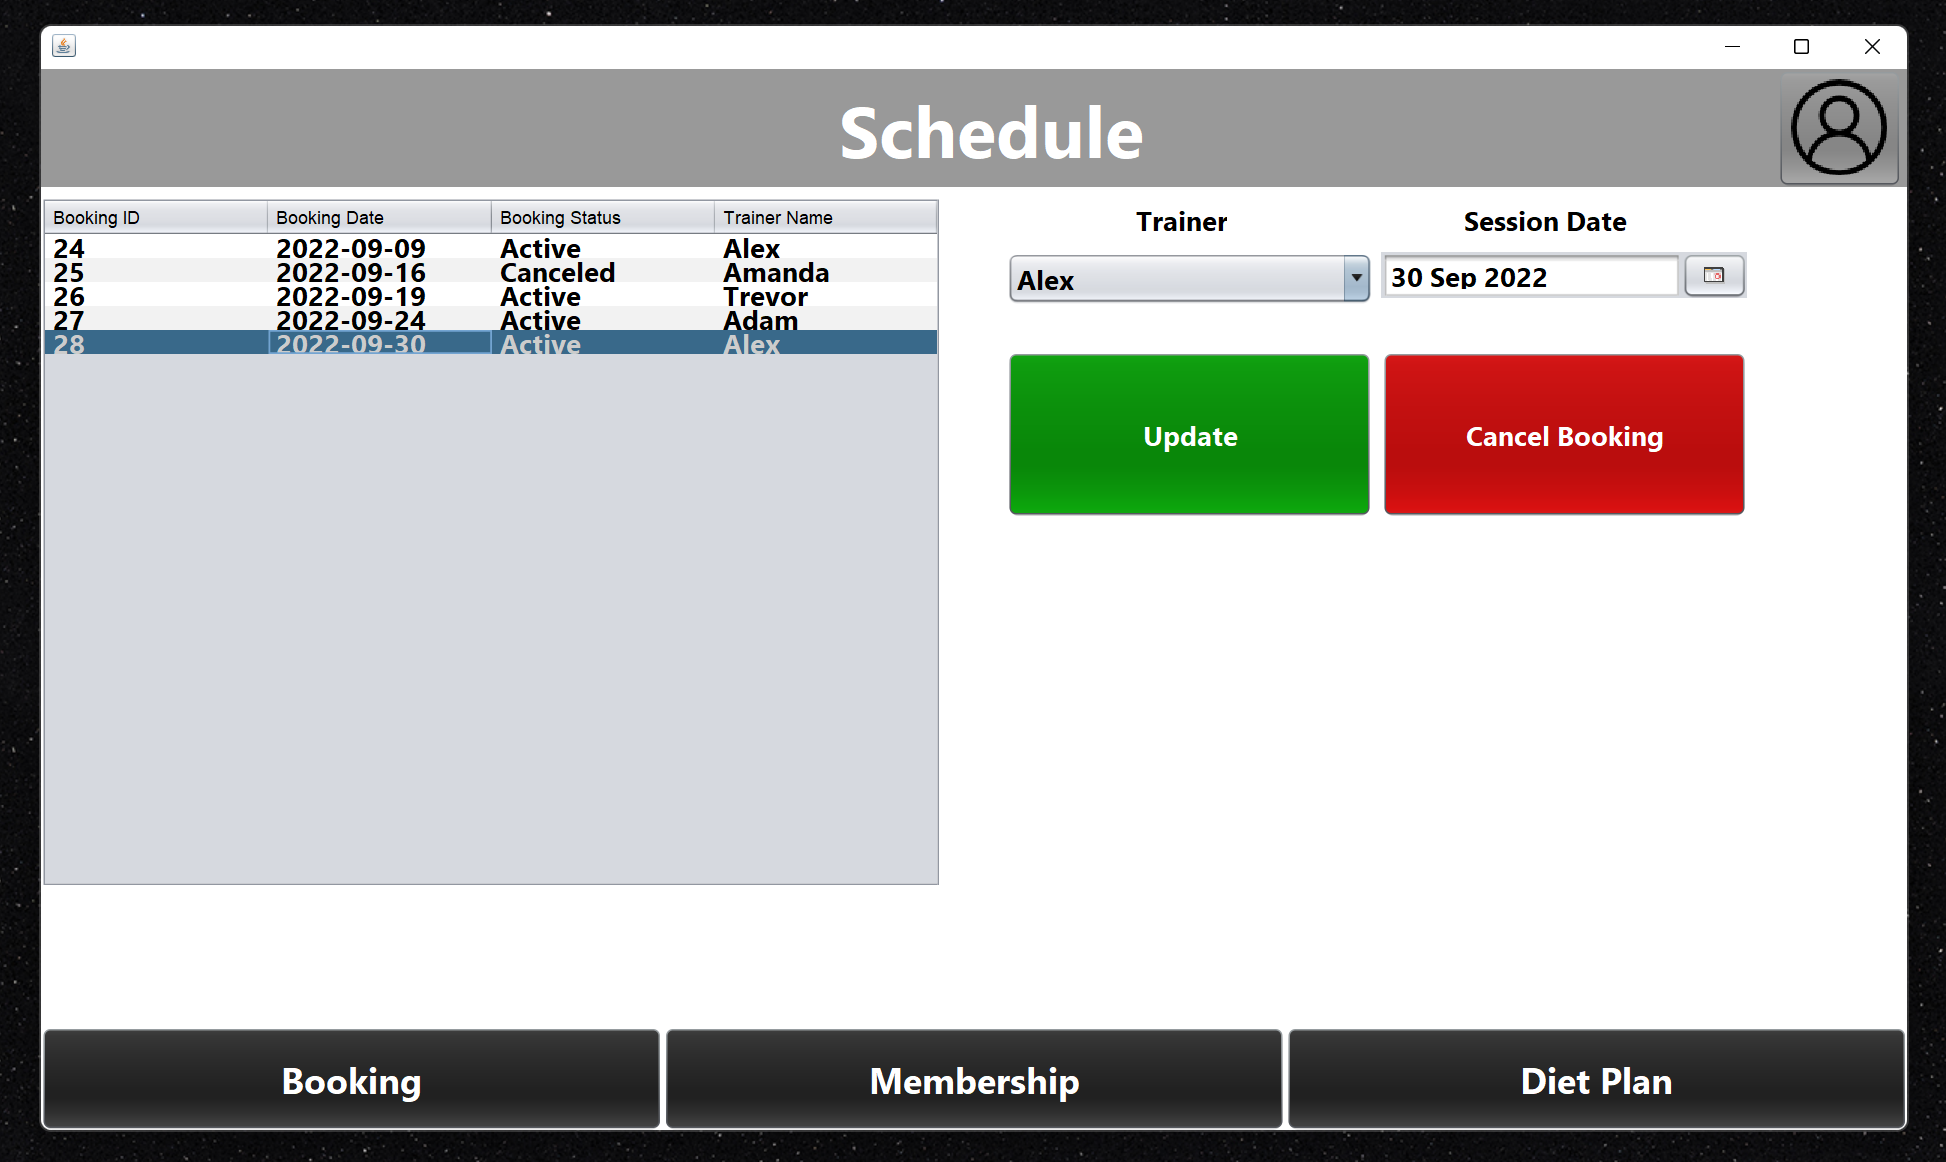 Schedule
Booking ID Booking Date Booking Status Trainer Name
24 2022-09-09 Active Alex
25 2022-09-16 Canceled Amanda
26 2022-09-19 Active Trevor
27 2022-09-24 Active Adam
28 2022-09-30 Active Alex
Trainer Session Date
Alex 30 Sep 2022
Update Cancel Booking
Booking Membership Diet Plan